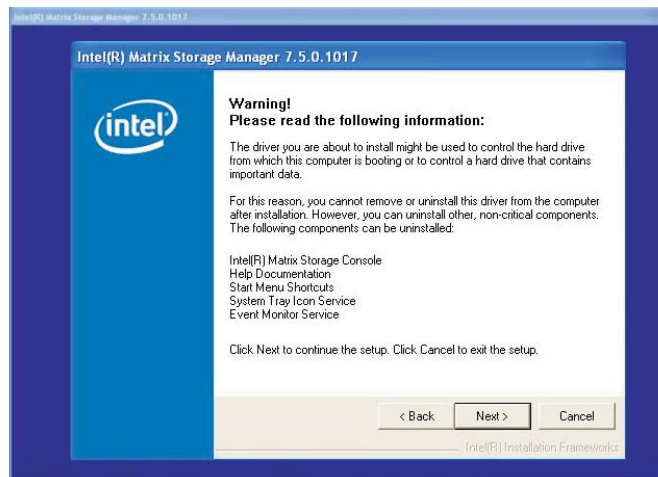 Intel(R) Matrix Storage Manager 7.5.0.1017
Intel(R) Matrix Storage Manager 7.5.0.1017
intel
Warning!
Please read the following information:
The driver you are about to install might be used to control the hard drive
from which this computer is booting or to control a hard drive that contains
important data.
For this reason, you cannot remove or uninstall this driver from the computer
after installation. However, you can uninstall other, non-critical components.
The following components can be uninstalled:
Intel(R) Matrix Storage Console
Help Documentation
Start Menu Shortcuts
System Tray Icon Service
Event Monitor Service
Click Next to continue the setup. Click Cancel to exit the setup.
< Back
Next >
Cancel
Intel(R) Installation Frameworks